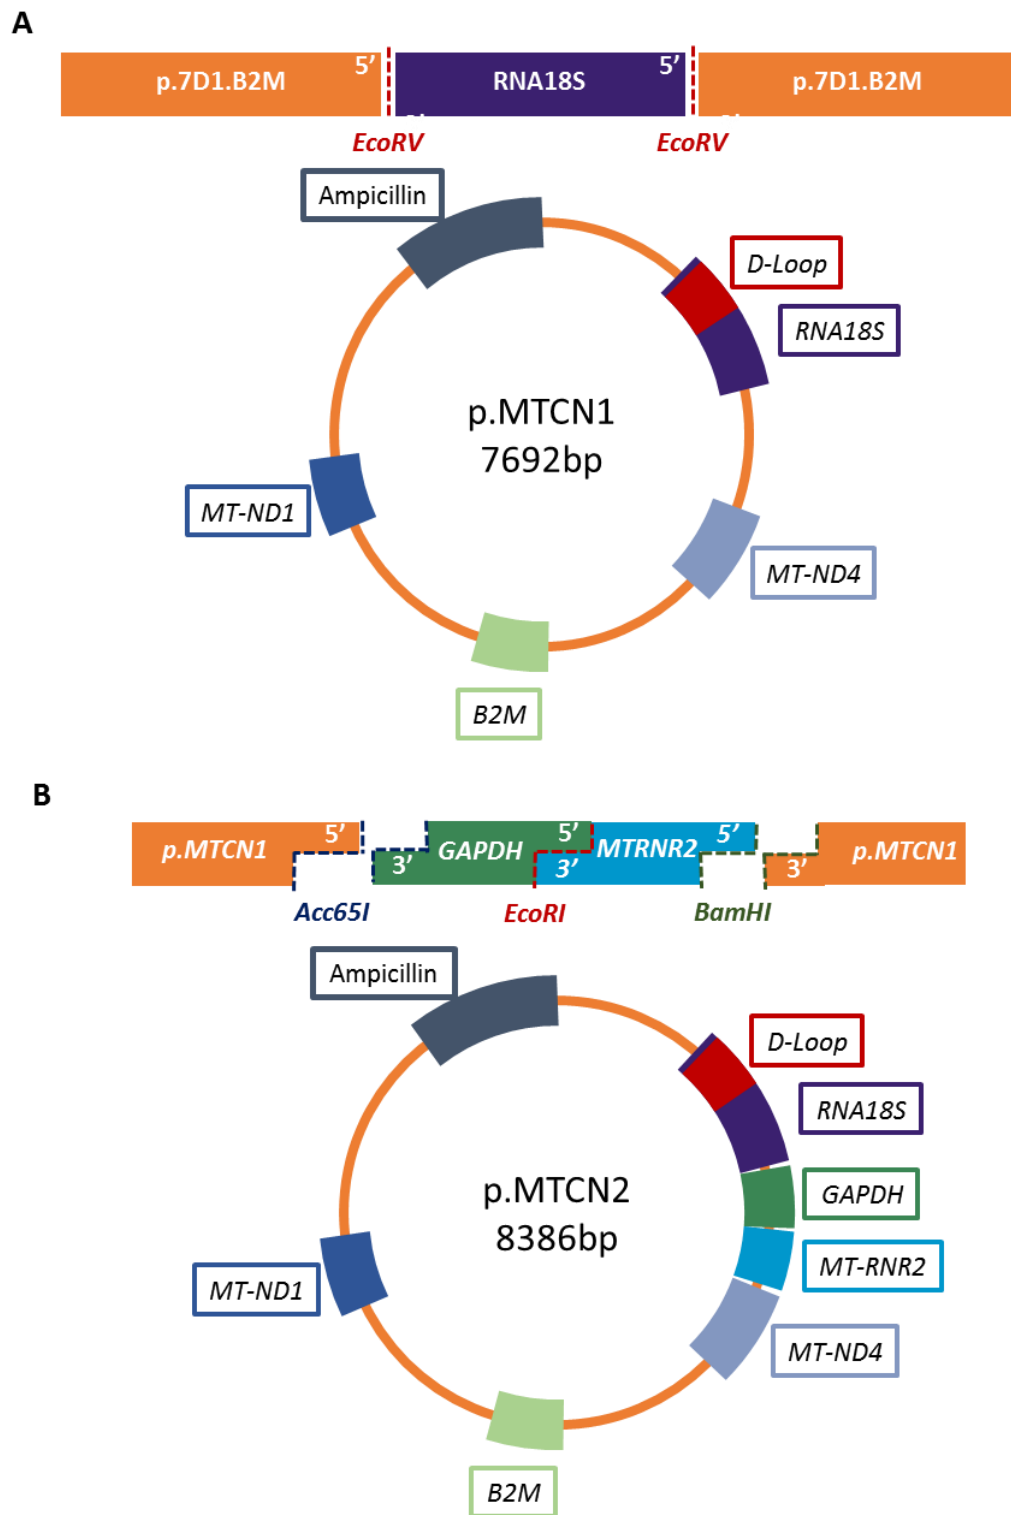 A
p.7D1.B2M 5’ RNA18S 5’ p.7D1.B2M
EcoRV EcoRV
Ampicillin
D-Loop
RNA18S
p.MTCN1
7692bp
MT-ND1
MT-ND4
B2M
B
p.MTCN1 5’ 3’ GAPDH 5’ 3’ MTRNR2 5’ 3’ p.MTCN1
Acc65I EcoRI BamHI
Ampicillin
D-Loop
RNA18S
GAPDH
p.MTCN2
8386bp
MT-RNR2
MT-ND1
MT-ND4
B2M